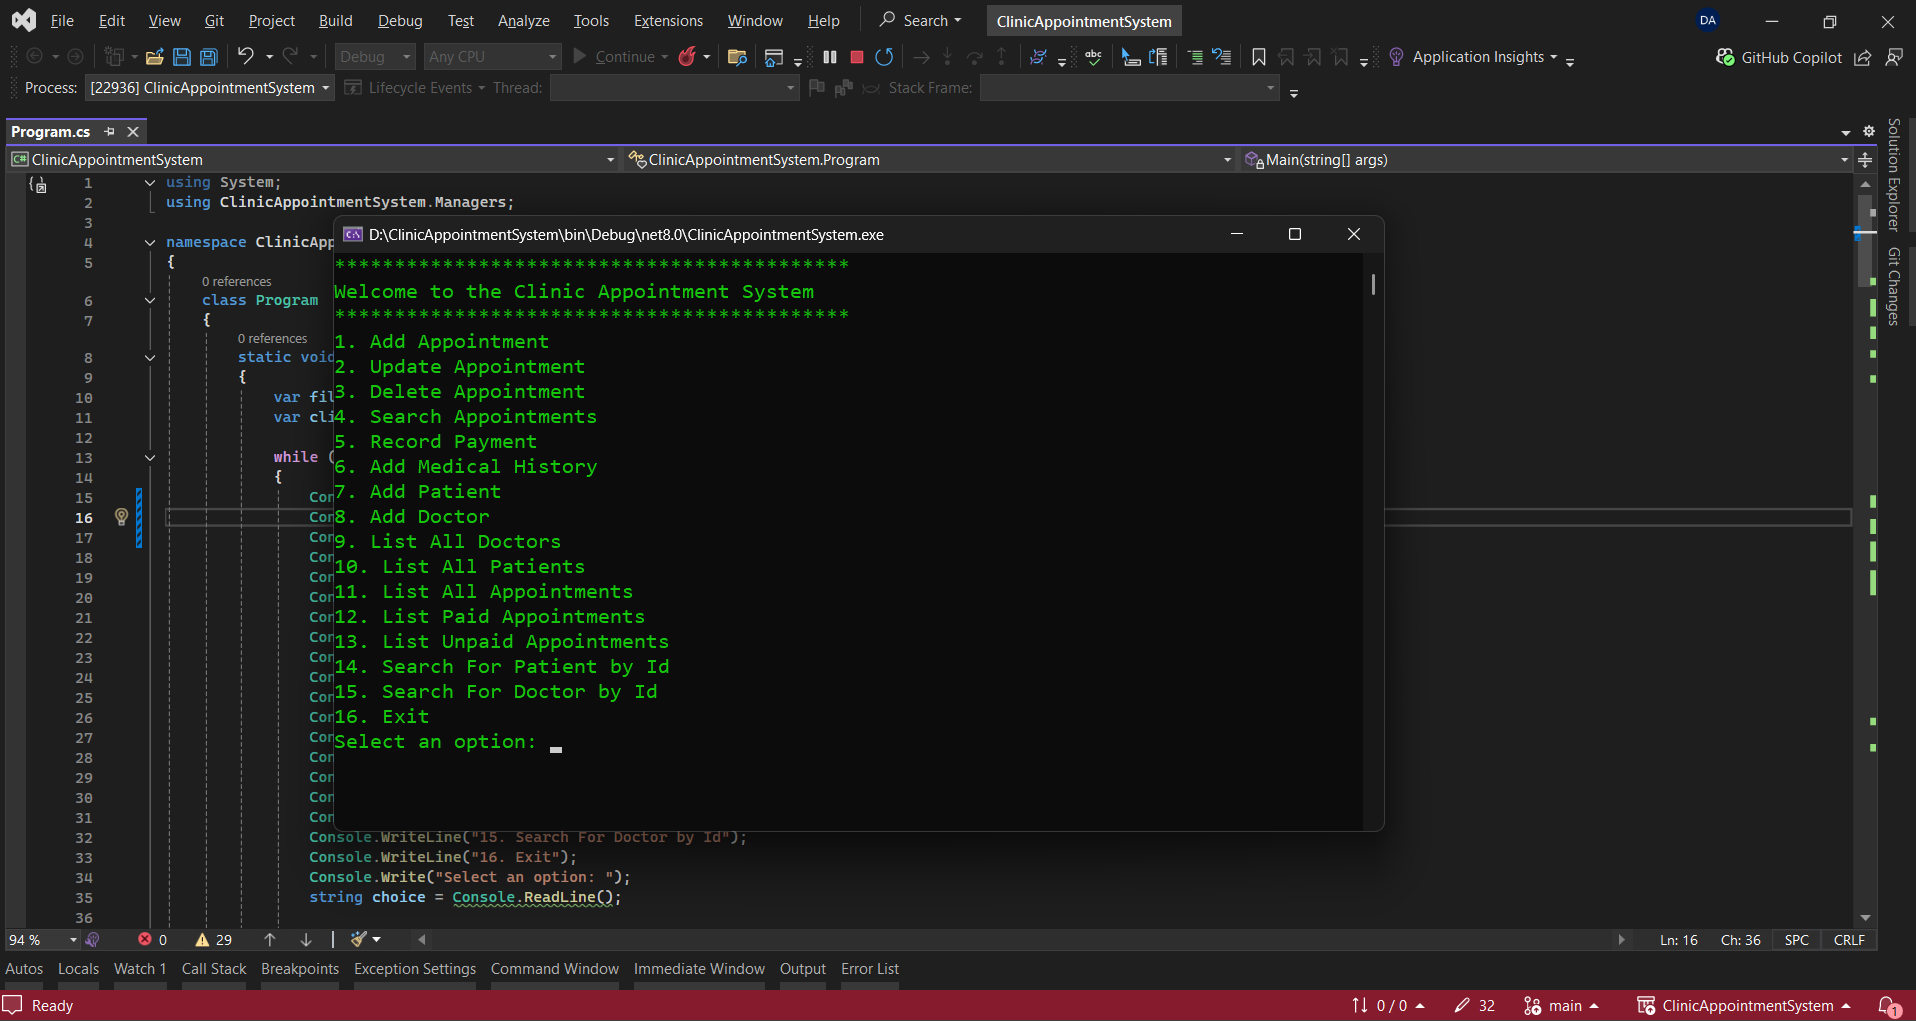 File Edit View Git Project Build Debug Test Analyze Tools Extensions Window Help Search ClinicAppointmentSystem DA
Debug Any CPU Continue abc Application Insights GitHub Copilot
Process: [22936] ClinicAppointmentSystem Lifecycle Events Thread: Stack Frame:
Program.cs
C# ClinicAppointmentSystem ClinicAppointmentSystem.Program Main(string[] args)
Solution Explorer
Git Changes
1 using System;
2 using ClinicAppointmentSystem.Managers;
3
4 namespace ClinicApp
5 {
0 references
6 class Program
7 {
0 references
8 static void
9 {
10 var fil
11 var cli
12
13 while (
14 {
15 Con
16 Con
17 Con
18 Con
19 Con
20 Con
21 Con
22 Con
23 Con
24 Con
25 Con
26 Con
27 Con
28 Con
29 Con
30 Con
31 Con
32 Console.WriteLine("15. Search For Doctor by Id");
33 Console.WriteLine("16. Exit");
34 Console.Write("Select an option: ");
35 string choice = Console.ReadLine();
36
D:\ClinicAppointmentSystem\bin\Debug\net8.0\ClinicAppointmentSystem.exe
*******************************************
Welcome to the Clinic Appointment System
*******************************************
1. Add Appointment
2. Update Appointment
3. Delete Appointment
4. Search Appointments
5. Record Payment
6. Add Medical History
7. Add Patient
8. Add Doctor
9. List All Doctors
10. List All Patients
11. List All Appointments
12. List Paid Appointments
13. List Unpaid Appointments
14. Search For Patient by Id
15. Search For Doctor by Id
16. Exit
Select an option:
94 % 0 29 Ln: 16 Ch: 36 SPC CRLF
Autos Locals Watch 1 Call Stack Breakpoints Exception Settings Command Window Immediate Window Output Error List
Ready 0 / 0 32 main ClinicAppointmentSystem 1